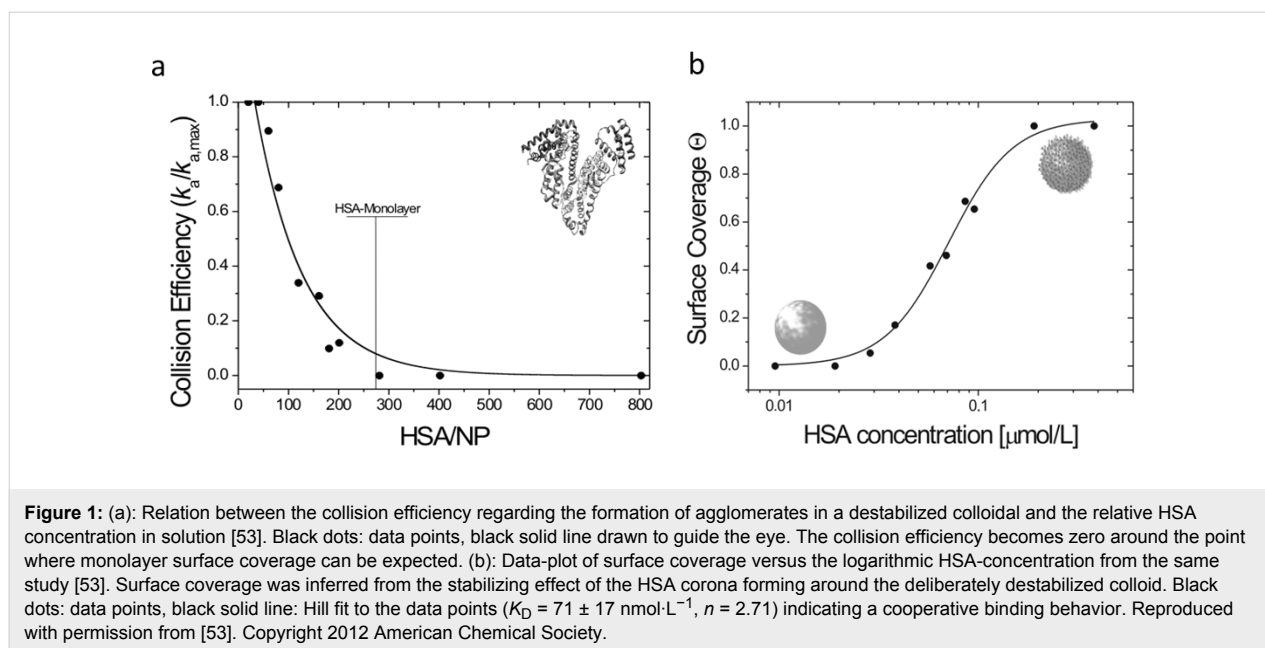 a
b
Collision Efficiency (ka/ka,max)
1.0
0.8
0.6
0.4
0.2
0.0
HSA-Monolayer
0 100 200 300 400 500 600 700 800
HSA/NP
Surface Coverage Θ
1.0
0.8
0.6
0.4
0.2
0.0
0.01 0.1
HSA concentration [μmol/L]
Figure 1: (a): Relation between the collision efficiency regarding the formation of agglomerates in a destabilized colloidal and the relative HSA
concentration in solution [53]. Black dots: data points, black solid line drawn to guide the eye. The collision efficiency becomes zero around the point
where monolayer surface coverage can be expected. (b): Data-plot of surface coverage versus the logarithmic HSA-concentration from the same
study [53]. Surface coverage was inferred from the stabilizing effect of the HSA corona forming around the deliberately destabilized colloid. Black
dots: data points, black solid line: Hill fit to the data points (KD = 71 ± 17 nmol·L−1, n = 2.71) indicating a cooperative binding behavior. Reproduced
with permission from [53]. Copyright 2012 American Chemical Society.